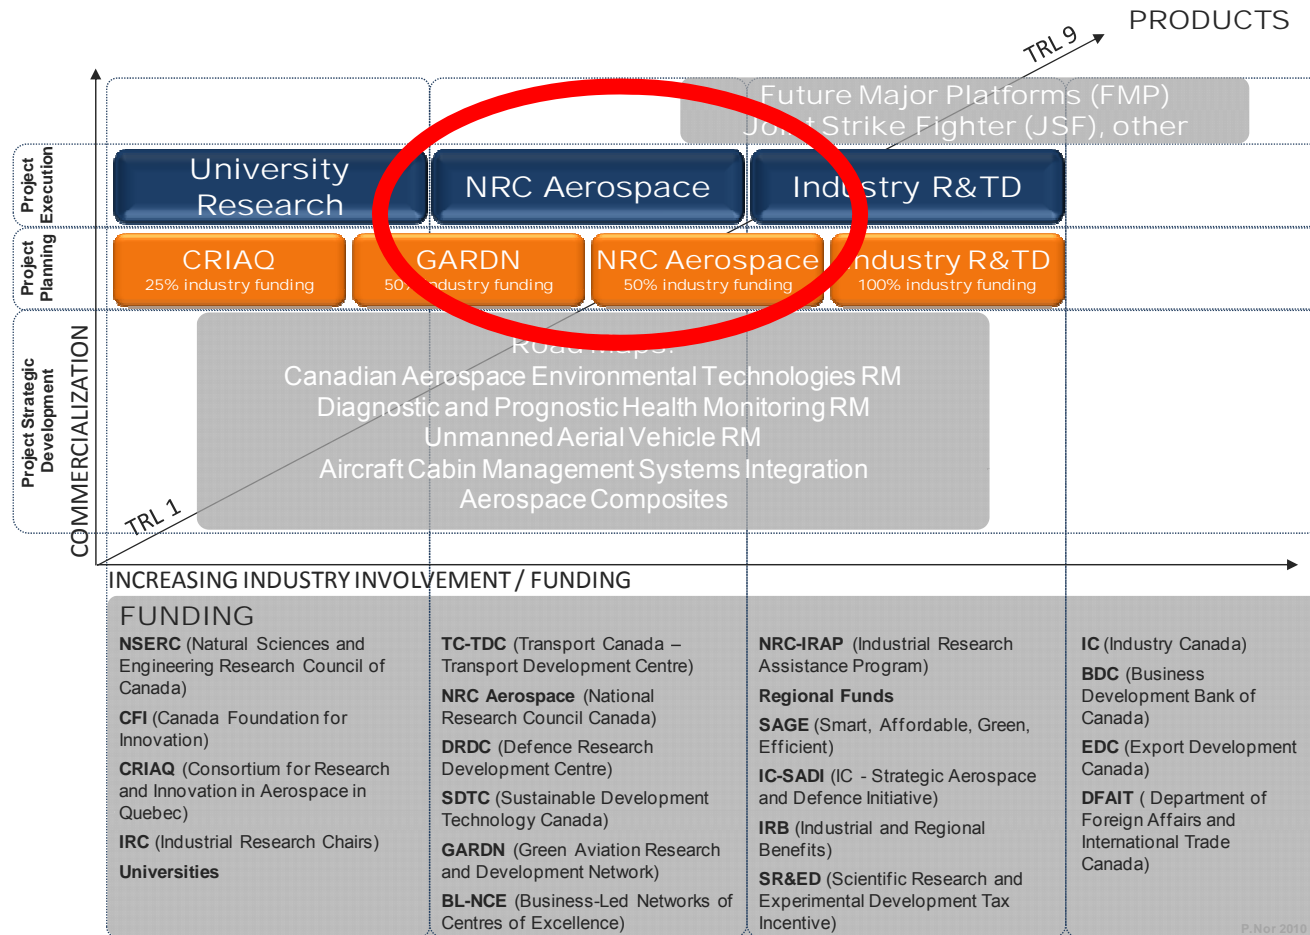 PRODUCTS
TRL 9
Future Major Platforms (FMP)
Joint Strike Fighter (JSF), other
Project
Execution
University
Research
NRC Aerospace
Industry R&TD
Project
Planning
CRIAQ
25% industry funding
GARDN
50% industry funding
NRC Aerospace
50% industry funding
Industry R&TD
100% industry funding
Project Strategic
Development
COMMERCIALIZATION
Road Maps:
Canadian Aerospace Environmental Technologies RM
Diagnostic and Prognostic Health Monitoring RM
Unmanned Aerial Vehicle RM
Aircraft Cabin Management Systems Integration
Aerospace Composites
TRL 1
INCREASING INDUSTRY INVOLVEMENT / FUNDING
FUNDING
NSERC (Natural Sciences and
Engineering Research Council of
Canada)
CFI (Canada Foundation for
Innovation)
CRIAQ (Consortium for Research
and Innovation in Aerospace in
Quebec)
IRC (Industrial Research Chairs)
Universities
TC-TDC (Transport Canada –
Transport Development Centre)
NRC Aerospace (National
Research Council Canada)
DRDC (Defence Research
Development Centre)
SDTC (Sustainable Development
Technology Canada)
GARDN (Green Aviation Research
and Development Network)
BL-NCE (Business-Led Networks of
Centres of Excellence)
NRC-IRAP (Industrial Research
Assistance Program)
Regional Funds
SAGE (Smart, Affordable, Green,
Efficient)
IC-SADI (IC - Strategic Aerospace
and Defence Initiative)
IRB (Industrial and Regional
Benefits)
SR&ED (Scientific Research and
Experimental Development Tax
Incentive)
IC (Industry Canada)
BDC (Business
Development Bank of
Canada)
EDC (Export Development
Canada)
DFAIT ( Department of
Foreign Affairs and
International Trade
Canada)
P.Nor 2010